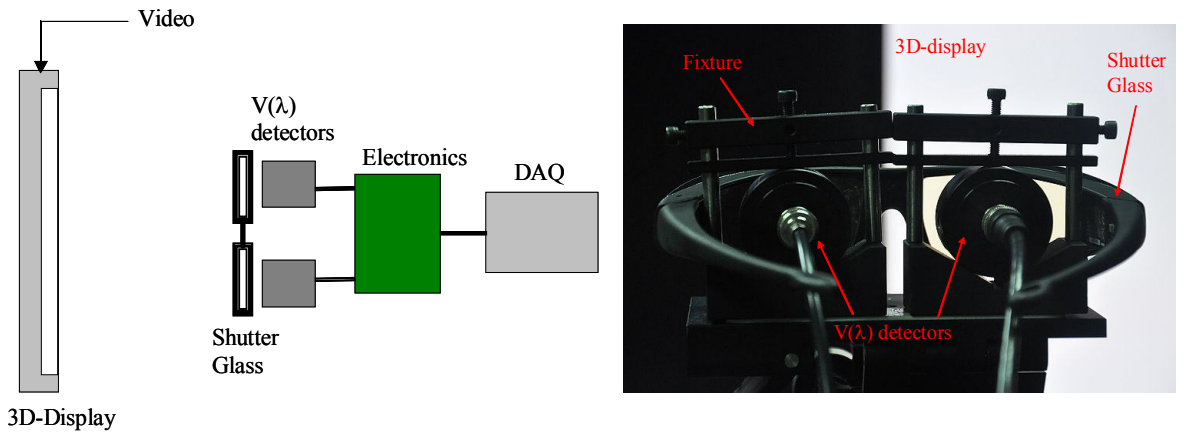 Video
V(λ)
detectors
Electronics
DAQ
Shutter
Glass
3D-Display
3D-display
Fixture
Shutter
Glass
V(λ) detectors